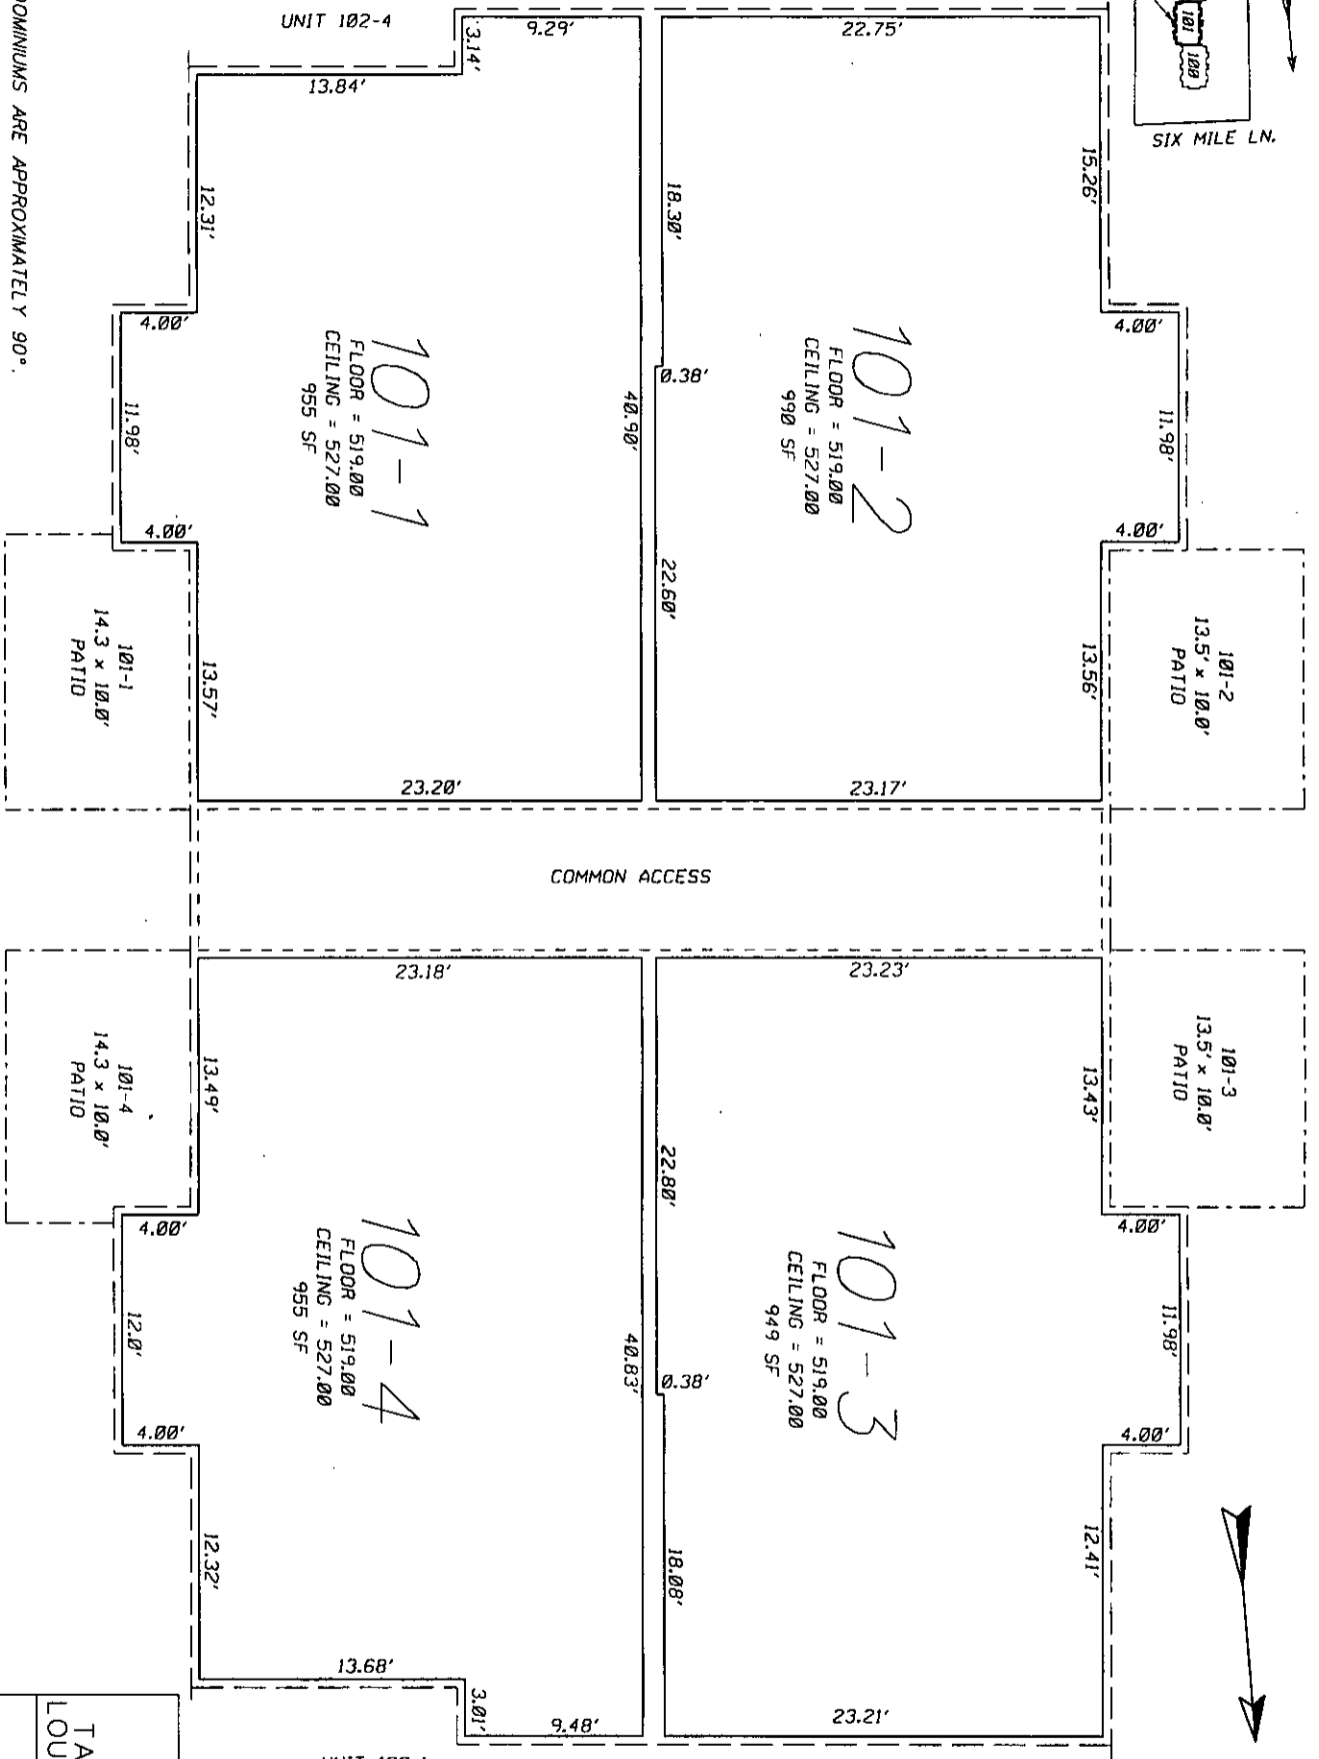 UNIT 102-4
3.14'
9.29'
22.75'
13.84'
101
100
SIX MILE LN.
12.31'
18.30'
15.26'
4.00'
4.00'
101-1
FLOOR = 519.00
CEILING = 527.00
955 SF
101-2
FLOOR = 519.00
CEILING = 527.00
990 SF
0.38'
40.90'
11.98'
11.98'
4.00'
4.00'
22.60'
101-1
14.3 x 10.0'
PATIO
13.57'
13.56'
101-2
13.5' x 10.0'
PATIO
23.20'
23.17'
COMMON ACCESS
23.18'
23.23'
101-4
14.3 x 10.0'
PATIO
13.49'
13.43'
101-3
13.5' x 10.0'
PATIO
22.80'
4.00'
4.00'
101-4
FLOOR = 519.00
CEILING = 527.00
955 SF
101-3
FLOOR = 519.00
CEILING = 527.00
949 SF
12.0'
40.83'
0.38'
11.98'
4.00'
4.00'
12.32'
18.08'
12.41'
13.68'
3.01'
9.48'
23.21'
DOMINIUMS ARE APPROXIMATELY 90°.
TA
LOU